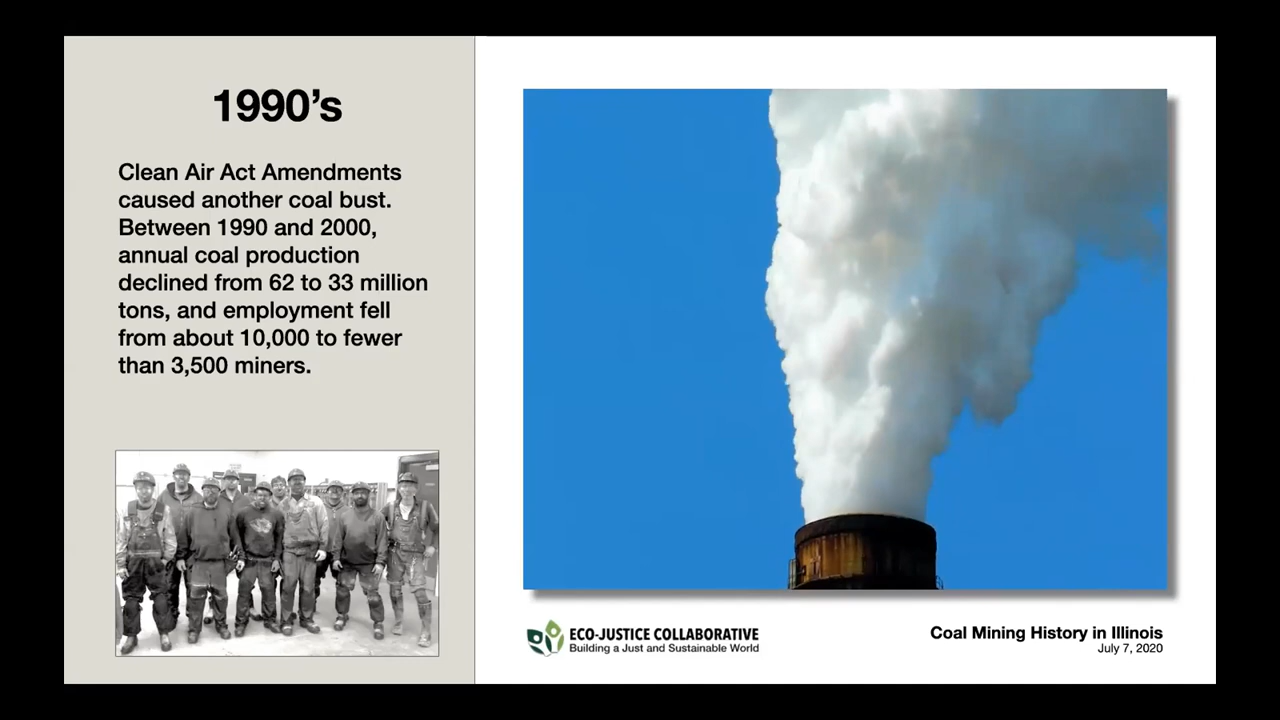 1990’s
Clean Air Act Amendments
caused another coal bust.
Between 1990 and 2000,
annual coal production
declined from 62 to 33 million
tons, and employment fell
from about 10,000 to fewer
than 3,500 miners.
ECO-JUSTICE COLLABORATIVE
Building a Just and Sustainable World
Coal Mining History in Illinois
July 7, 2020